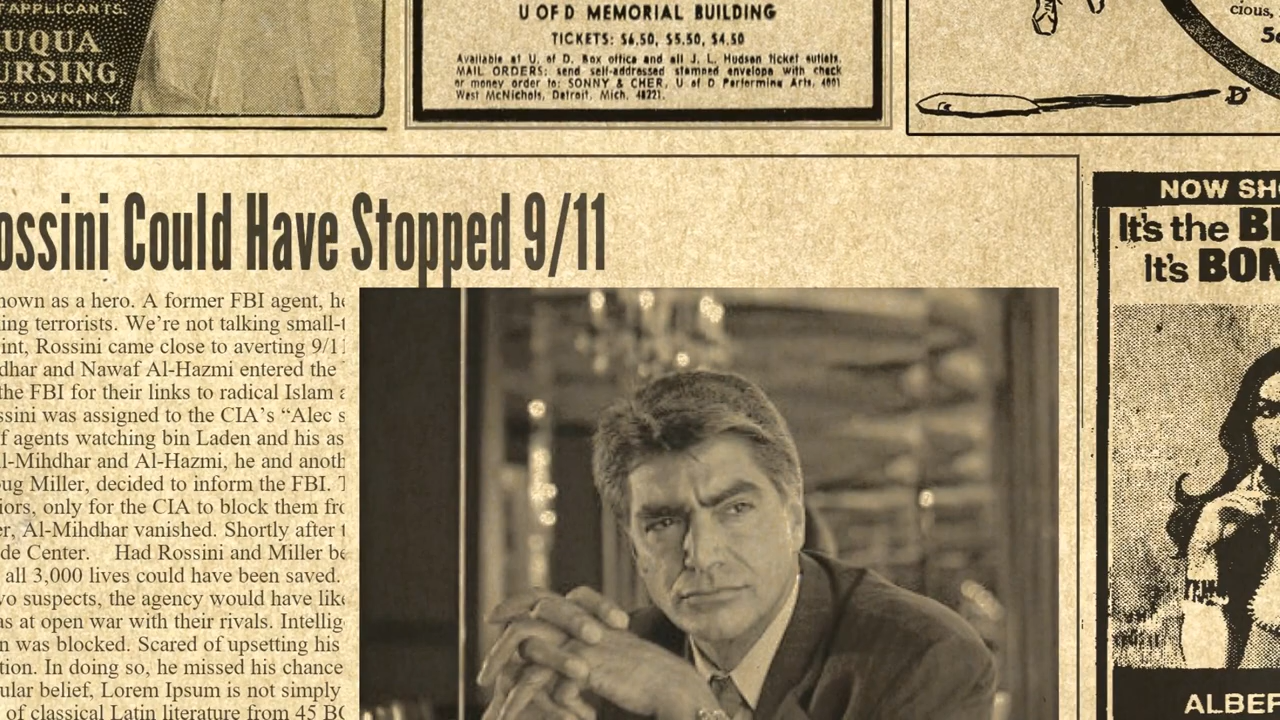 APPLICANTS.
UQUA
URSING
STOWN, N.Y.
U OF D MEMORIAL BUILDING
TICKETS: $6.50, $5.50, $4.50
Available at U. of D. Box office and all J. L. Hudson ticket outlets.
MAIL ORDERS: send self-addressed stamped envelope with check
or money order to: SONNY & CHER, U of D Performing Arts, 4001
West McNichols, Detroit, Mich. 48221.
cious,
D
ossini Could Have Stopped 9/11
nown as a hero. A former FBI agent, he
ing terrorists. We’re not talking small-t
int, Rossini came close to averting 9/11
dhar and Nawaf Al-Hazmi entered the
the FBI for their links to radical Islam a
ssini was assigned to the CIA’s “Alec s
f agents watching bin Laden and his as
l-Mihdhar and Al-Hazmi, he and anoth
oug Miller, decided to inform the FBI. T
iors, only for the CIA to block them fro
er, Al-Mihdhar vanished. Shortly after t
de Center. Had Rossini and Miller be
all 3,000 lives could have been saved.
wo suspects, the agency would have like
as at open war with their rivals. Intellig
n was blocked. Scared of upsetting his
tion. In doing so, he missed his chance
ular belief, Lorem Ipsum is not simply
of classical Latin literature from 45 BC
NOW SH
It's the B
It's BON
ALBER